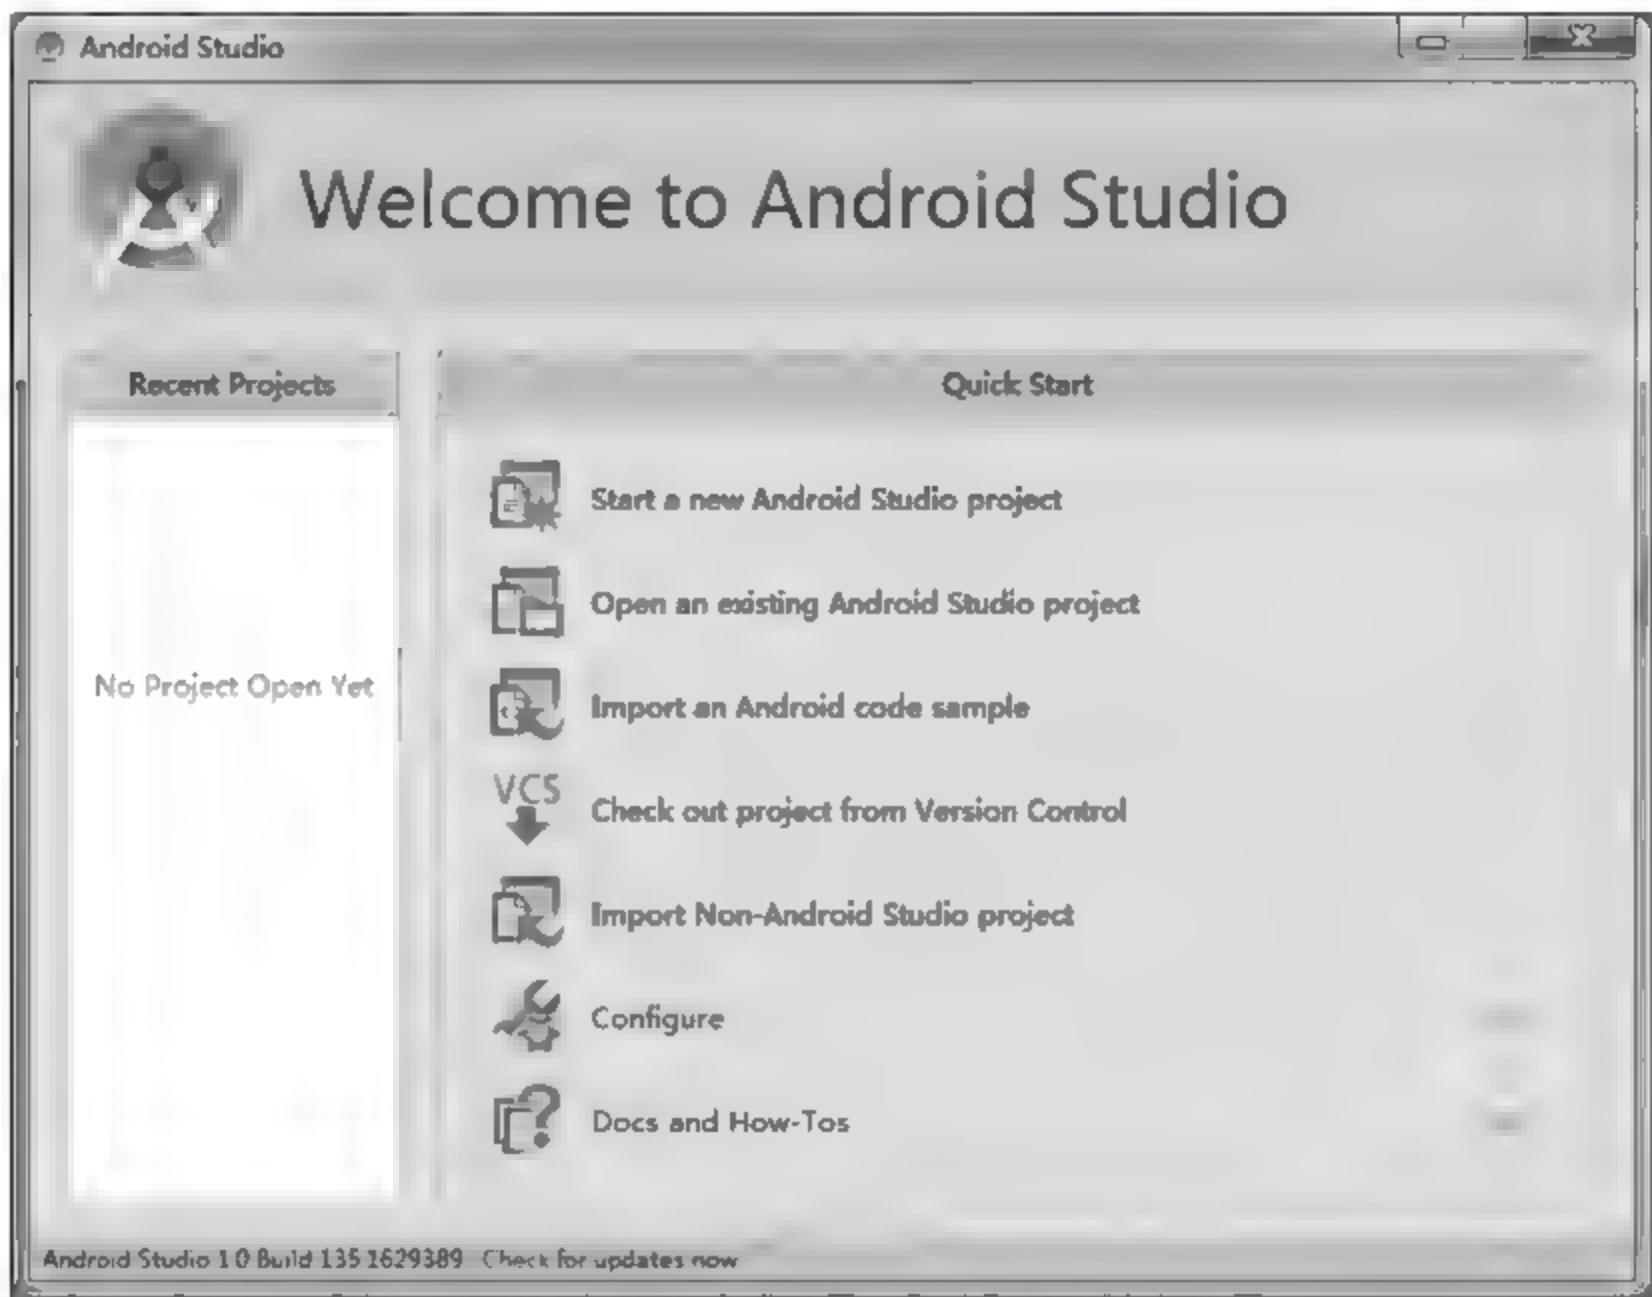 Android Studio
Welcome to Android Studio
Recent Projects
No Project Open Yet
Quick Start
Start a new Android Studio project
Open an existing Android Studio project
Import an Android code sample
VCS
Check out project from Version Control
Import Non-Android Studio project
Configure
Docs and How-Tos
Android Studio 1.0 Build 135.1629389 Check for updates now